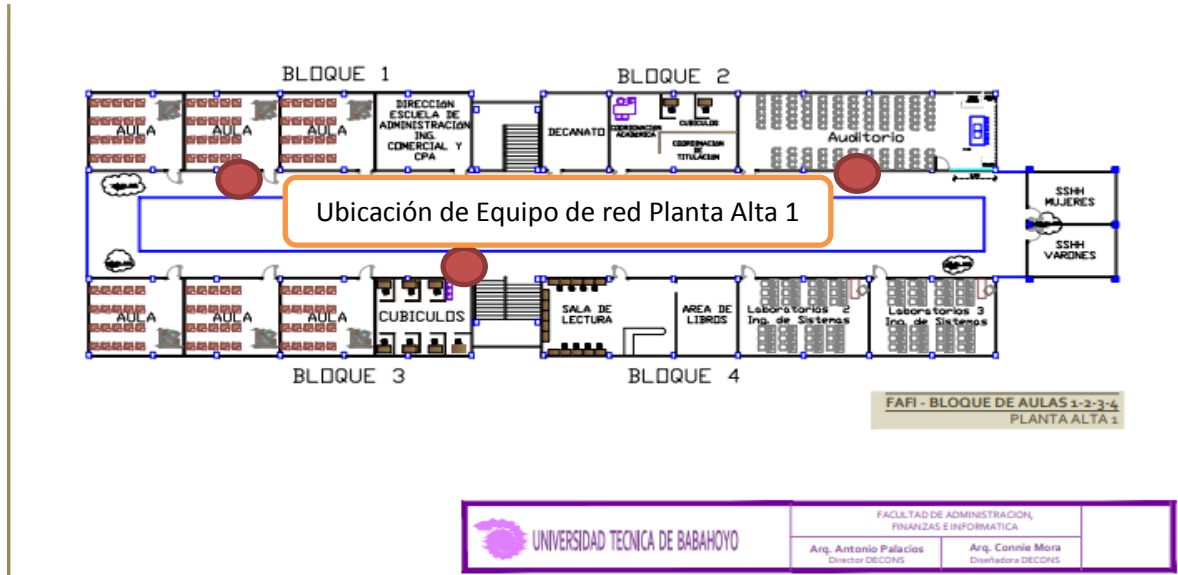 BLOQUE 1
BLOQUE 2
AULA
AULA
AULA
DIRECCIÓN
ESCUELA DE
ADMINISTRACIÓN
ING.
COMERCIAL Y
CPA
DECANATO
COORDINACION
ACADEMICA
CUBICULOS
COORDINACION
DE
TITULACION
Auditorio
Ubicación de Equipo de red Planta Alta 1
SSHH
MUJERES
SSHH
VARONES
AULA
AULA
AULA
CUBICULOS
SALA DE
LECTURA
AREA DE
LIBROS
Laboratorios 2
Ing. de Sistemas
Laboratorios 3
Ing. de Sistemas
BLOQUE 3
BLOQUE 4
FAFI - BLOQUE DE AULAS 1-2-3-4
PLANTA ALTA 1
UNIVERSIDAD TECNICA DE BABAHOYO
FACULTAD DE ADMINISTRACION,
FINANZAS E INFORMATICA
Arq. Antonio Palacios
Director DECONS
Arq. Connie Mora
Diseñadora DECONS